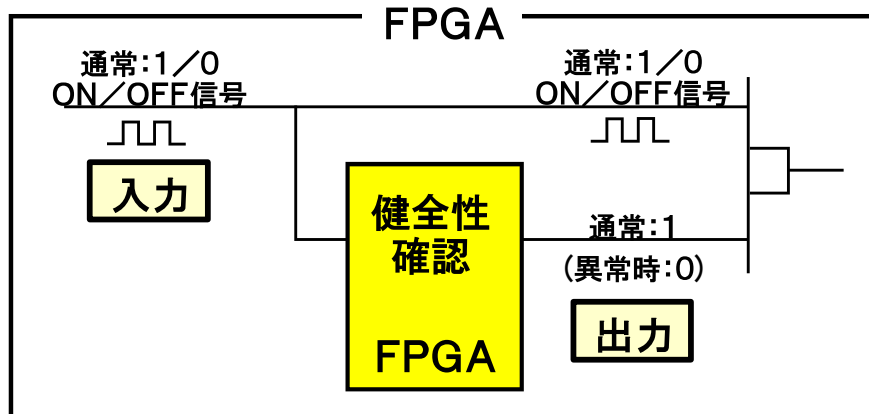 FPGA
通常:1/0
ON/OFF信号
入力
通常:1/0
ON/OFF信号
健全性
確認
FPGA
通常:1
(異常時:0)
出力